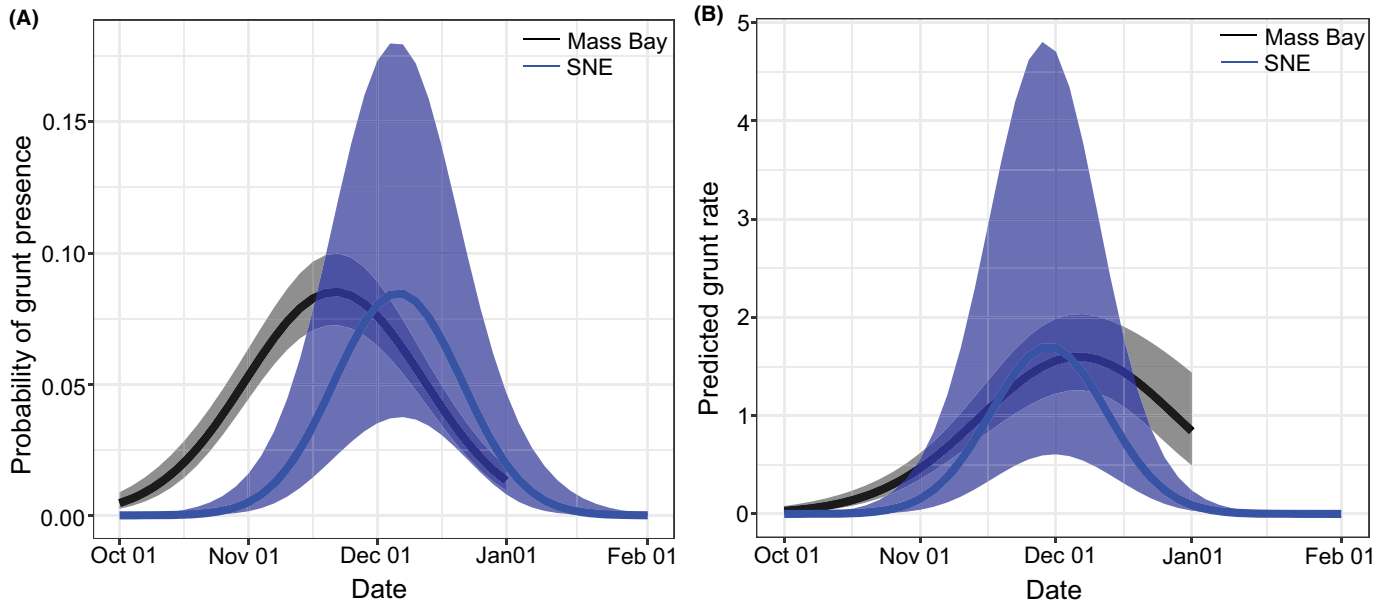 (A)
Mass Bay
SNE
Probability of grunt presence
0.15
0.10
0.05
0.00
Oct 01 Nov 01 Dec 01 Jan 01 Feb 01
Date
(B)
Mass Bay
SNE
Predicted grunt rate
5
4
3
2
1
0
Oct 01 Nov 01 Dec 01 Jan01 Feb 01
Date